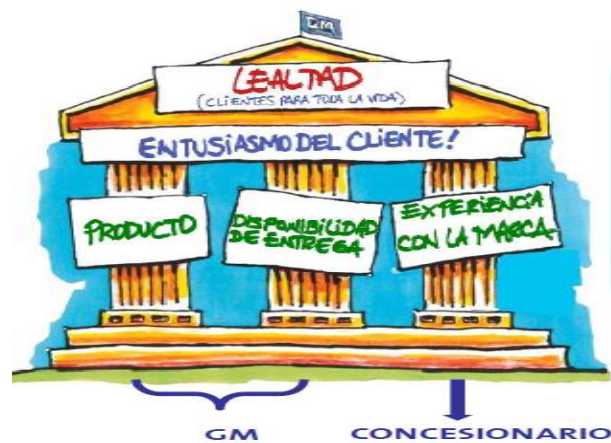 GM
LEALTAD
(CLIENTES PARA TODA LA VIDA)
ENTUSIASMO DEL CLIENTE!
PRODUCTO
DISPONIBILIDAD
DE ENTREGA
EXPERIENCIA
CON LA MARCA
GM
CONCESIONARIO